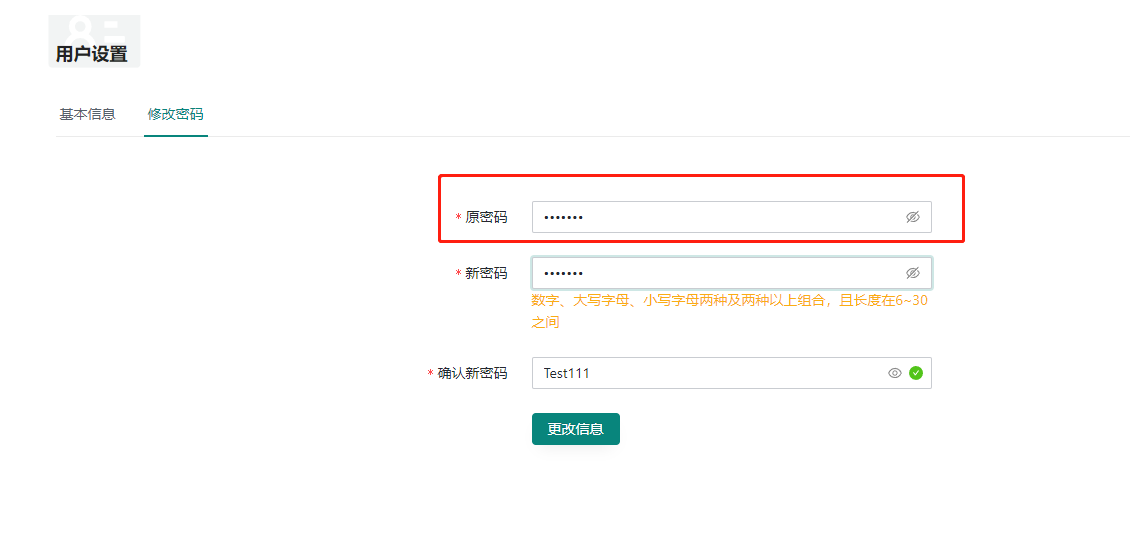 用户设置
基本信息 修改密码
* 原密码 •••••••
* 新密码 •••••••
数字、大写字母、小写字母两种及两种以上组合，且长度在6~30
之间
* 确认新密码 Test111
更改信息